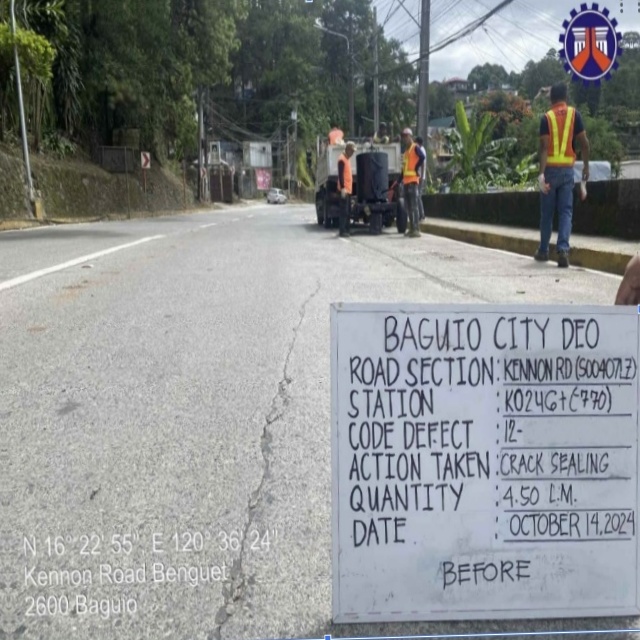 BAGUIO CITY DEO
ROAD SECTION: KENNON RD (S00407LZ)
STATION : K0246+(-770)
CODE DEFECT : 12-
ACTION TAKEN : CRACK SEALING
QUANTITY : 4.50 L.M.
DATE : OCTOBER 14, 2024
BEFORE
N 16° 22' 55" E 120° 36' 24"
Kennon Road Benguet
2600 Baguio